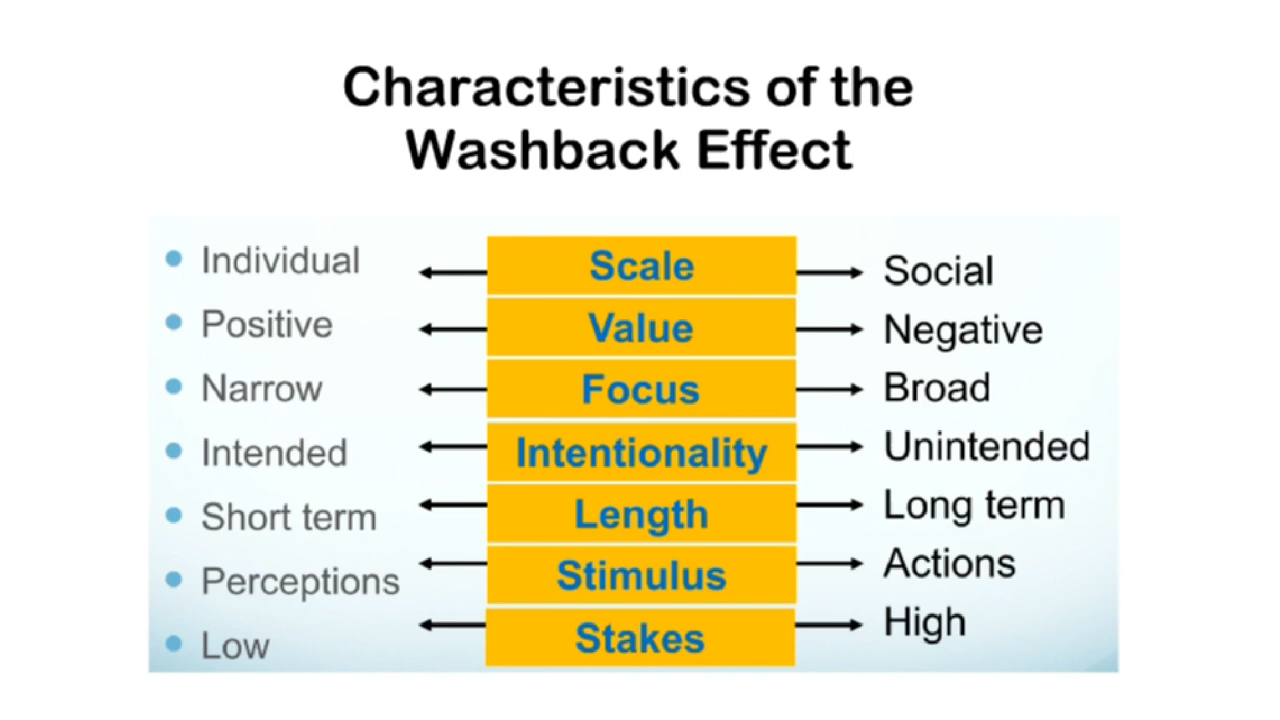 Characteristics of the
Washback Effect
Individual Scale Social
Positive Value Negative
Narrow Focus Broad
Intended Intentionality Unintended
Short term Length Long term
Perceptions Stimulus Actions
Low Stakes High